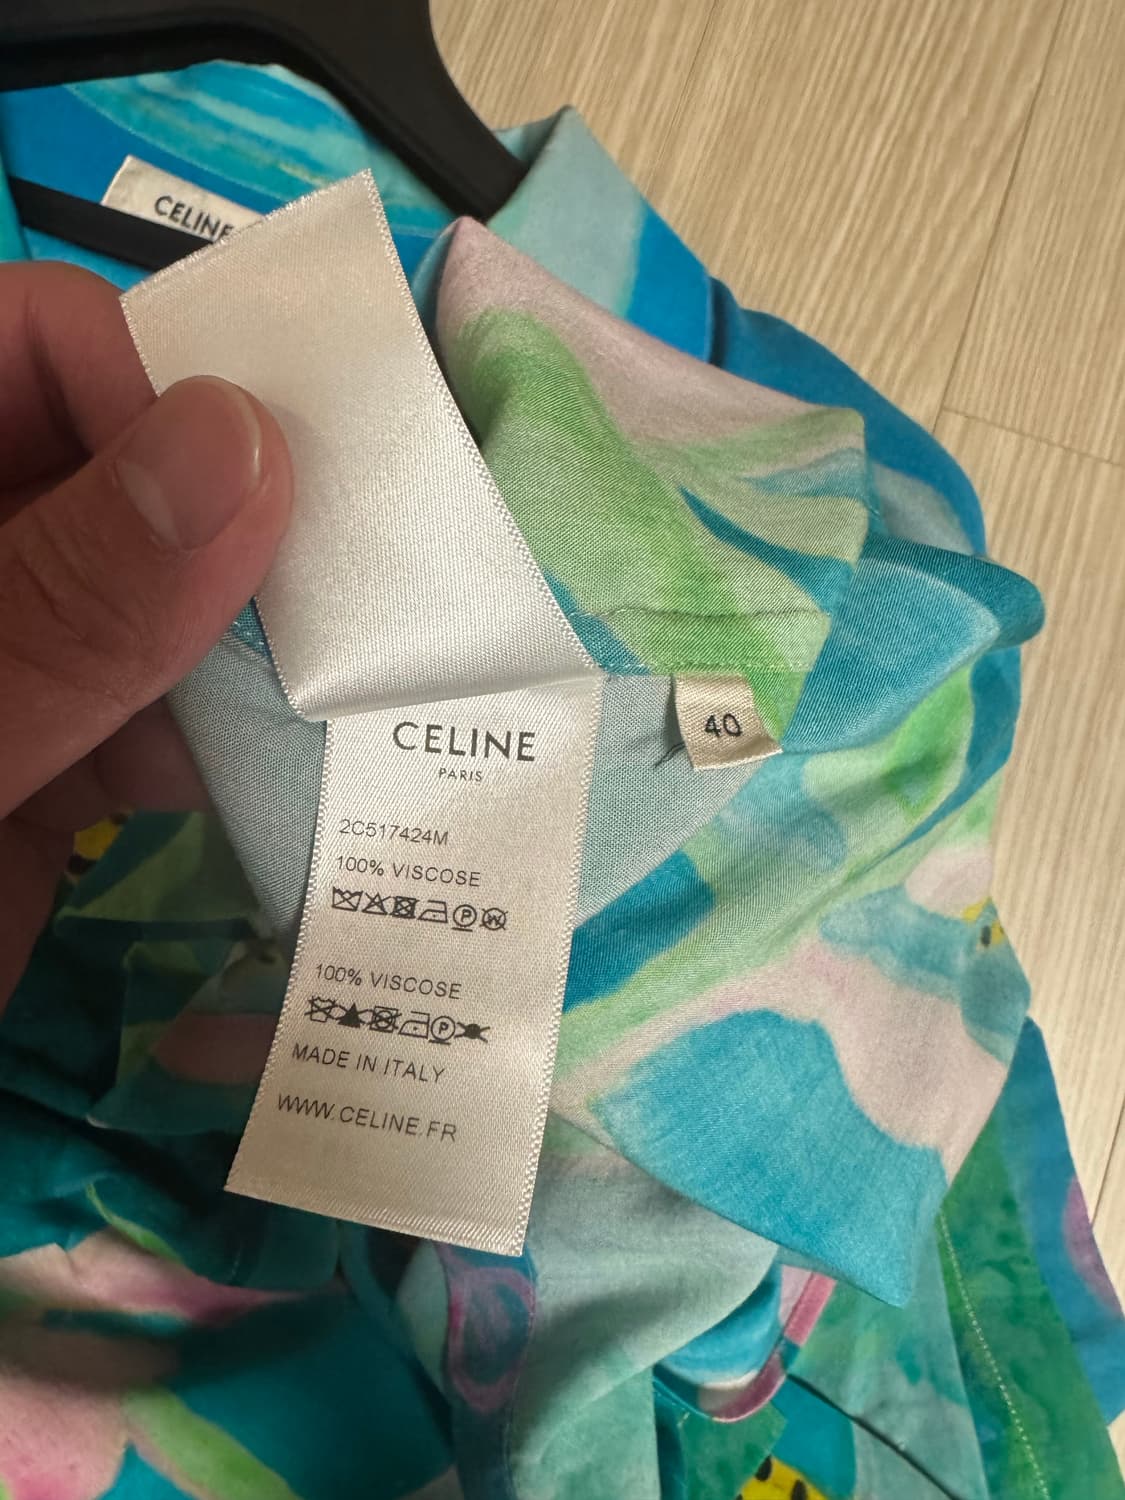 CELINE
CELINE
PARIS
40
2C517424M
100% VISCOSE
P W
100% VISCOSE
P
MADE IN ITALY
WWW.CELINE.FR